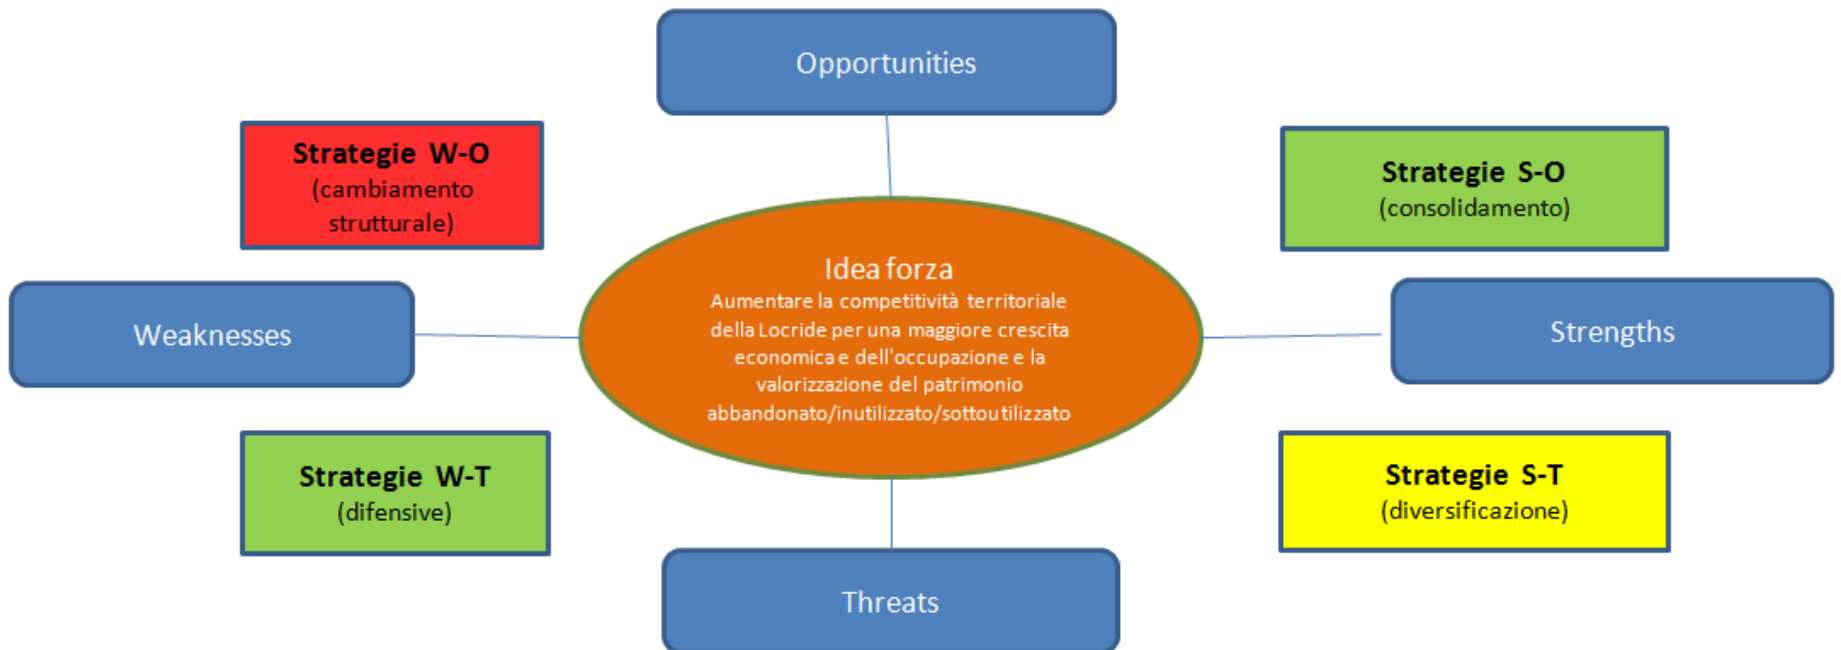 Opportunities
Strategie W-O
(cambiamento
strutturale)
Strategie S-O
(consolidamento)
Weaknesses
Idea forza
Aumentare la competitività territoriale
della Locride per una maggiore crescita
economica e dell'occupazione e la
valorizzazione del patrimonio
abbandonato/inutilizzato/sottoutilizzato
Strengths
Strategie W-T
(difensive)
Strategie S-T
(diversificazione)
Threats